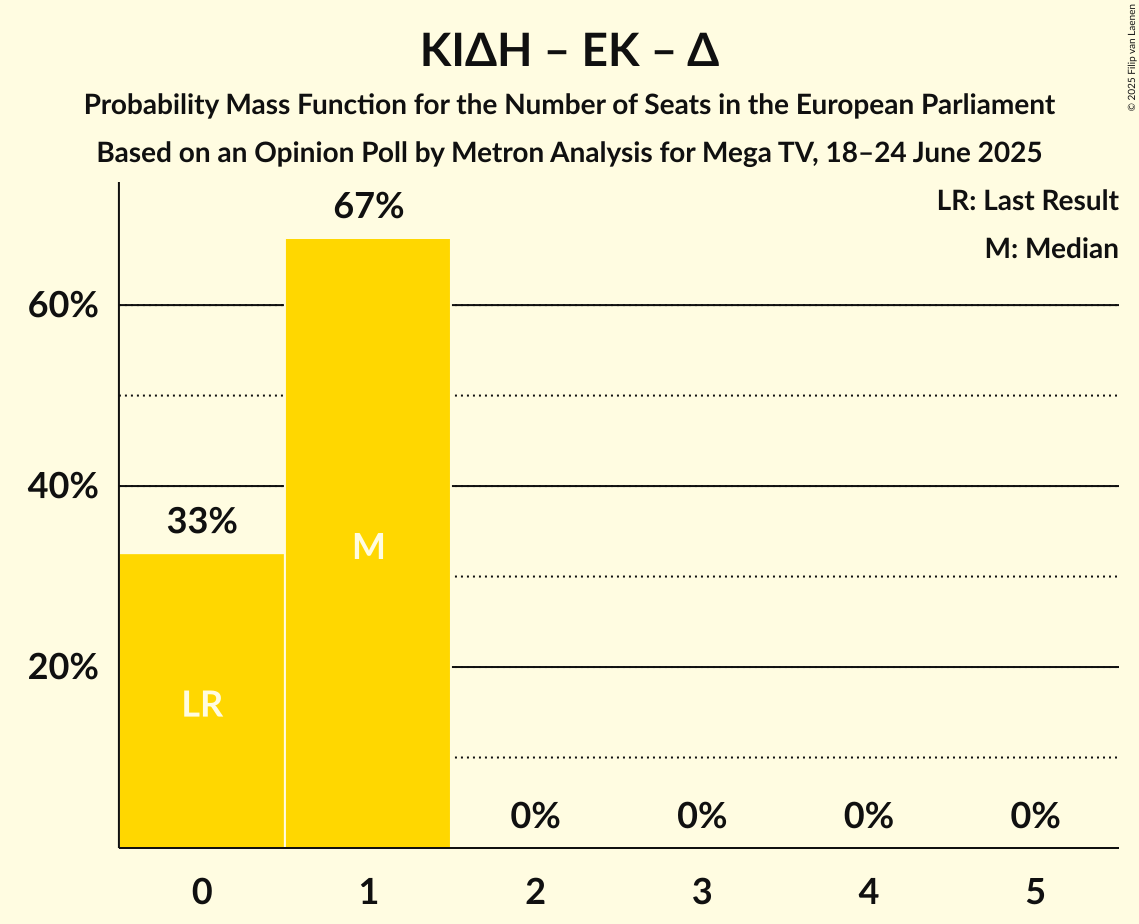 ΚΙΔΗ – ΕΚ – Δ
Probability Mass Function for the Number of Seats in the European Parliament
Based on an Opinion Poll by Metron Analysis for Mega TV, 18–24 June 2025
© 2025 Filip van Laenen
LR: Last Result
M: Median
67%
60%
40%
33%
M
20%
LR
0% 0% 0% 0%
0 1 2 3 4 5